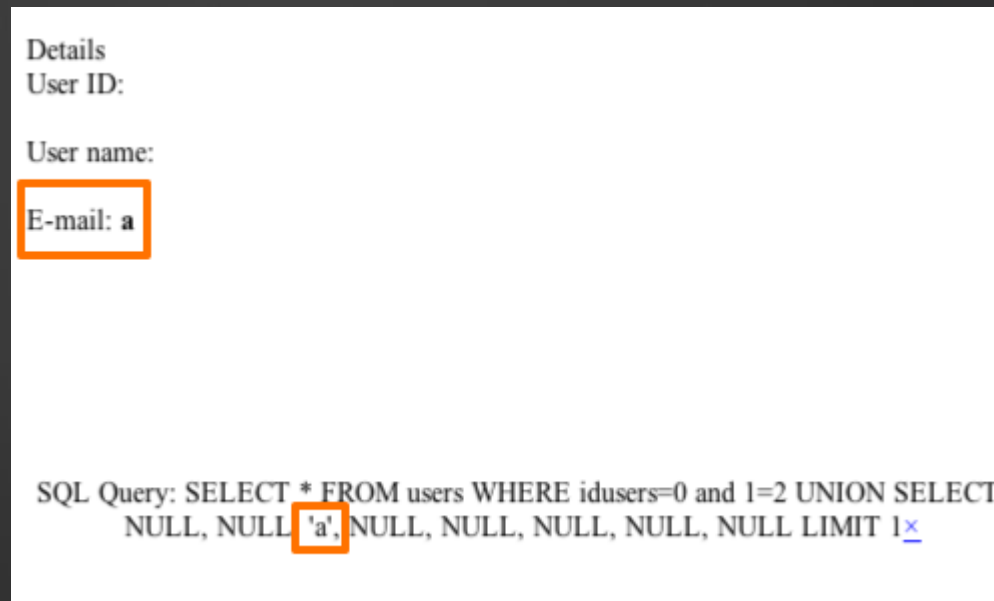 Details
User ID:
User name:
E-mail: a
SQL Query: SELECT * FROM users WHERE idusers=0 and 1=2 UNION SELECT
NULL, NULL 'a', NULL, NULL, NULL, NULL, NULL LIMIT 1×